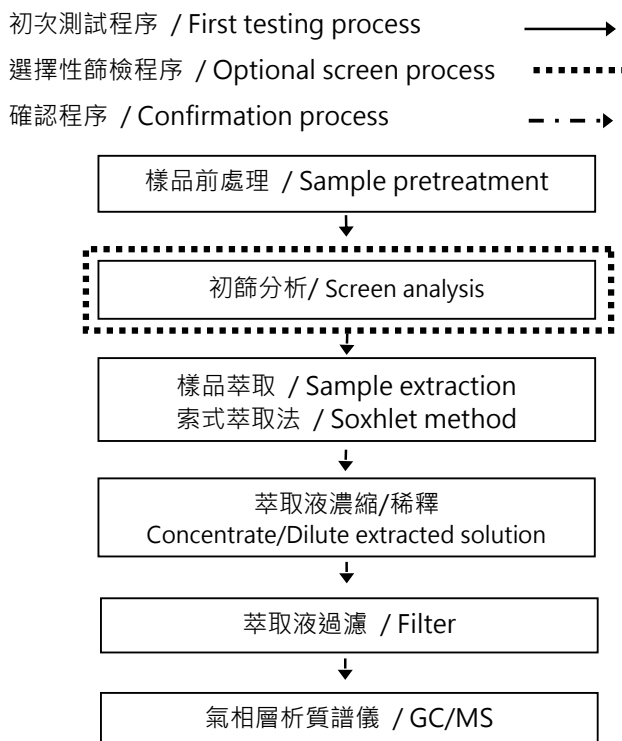 初次測試程序 / First testing process
選擇性篩檢程序 / Optional screen process
確認程序 / Confirmation process
樣品前處理 / Sample pretreatment
初篩分析/ Screen analysis
樣品萃取 / Sample extraction
索式萃取法 / Soxhlet method
萃取液濃縮/稀釋
Concentrate/Dilute extracted solution
萃取液過濾 / Filter
氣相層析質譜儀 / GC/MS